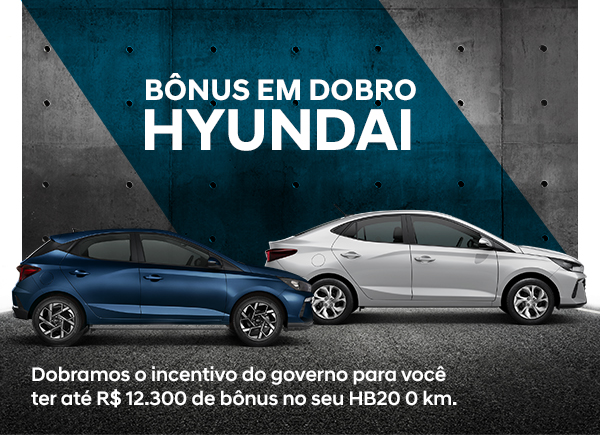 BÔNUS EM DOBRO
HYUNDAI
Dobramos o incentivo do governo para você
ter até R$ 12.300 de bônus no seu HB20 0 km.